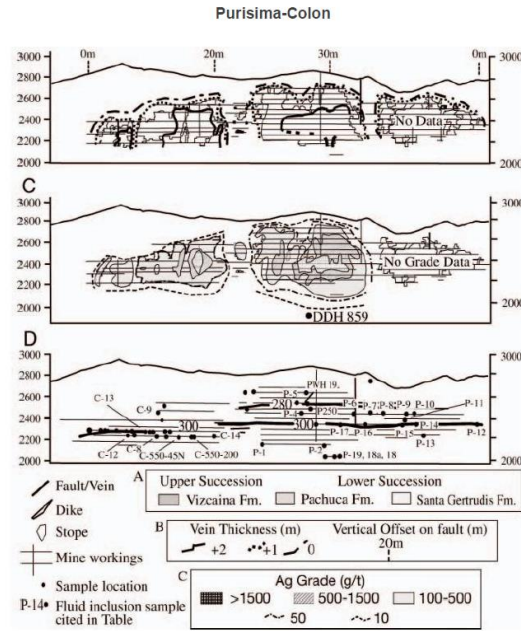 Purisima-Colon
0m 20m 30m 0m
3000 3000
2800
2600
2400 No Data
2200
2000 2000
C
3000 3000
2800
2600
2400 No Grade Data
2200
2000 2000
DDH 859
D
3000 3000
2800
2600 P-5 PWH 19,
C-13 280 P-6 P-7 P-8 P-9 P-10 P-11
C-9 P-4 P250
2400 300 300 P-17 P-16 P-15 P-14 P-12
2200 C-12 C-8 C-14 P-1 P-2 P-13
C-550-45N C-550-200 P-19, 18a, 18
2000 2000
Fault/Vein
Dike
Stope
Mine workings
Sample location
P-14 Fluid inclusion sample
cited in Table
A Upper Succession Lower Succession
Vizcaina Fm. Pachuca Fm. Santa Gertrudis Fm.
B Vein Thickness (m) Vertical Offset on fault (m)
+2 +1 0 20m
C Ag Grade (g/t)
>1500 500-1500 100-500
50 10